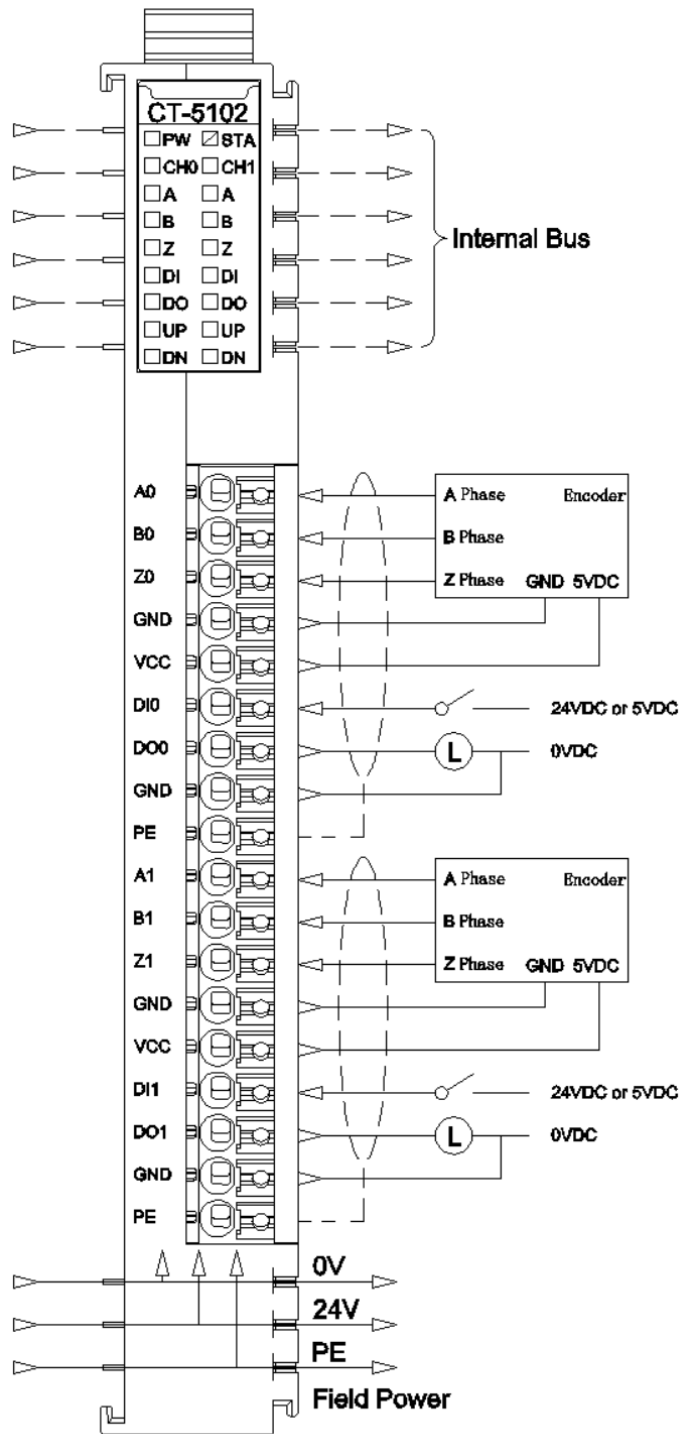 CT-5102
PW STA
CH0 CH1
A A
B B
Z Z
DI DI
DO DO
UP UP
DN DN
Internal Bus
A0
B0
Z0
GND
VCC
DI0
DO0
GND
PE
A1
B1
Z1
GND
VCC
DI1
DO1
GND
PE
A Phase Encoder
B Phase
Z Phase GND 5VDC
24VDC or 5VDC
L 0VDC
A Phase Encoder
B Phase
Z Phase GND 5VDC
24VDC or 5VDC
L 0VDC
0V
24V
PE
Field Power